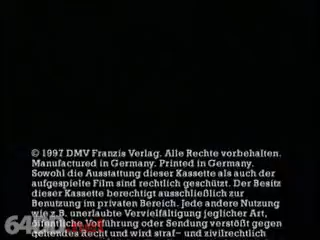 © 1997 DMV Franzis Verlag. Alle Rechte vorbehalten.
Manufactured in Germany. Printed in Germany.
Sowohl die Ausstattung dieser Kassette als auch der
aufgespielte Film sind rechtlich geschützt. Der Besitz
dieser Kassette berechtigt ausschließlich zur
Benutzung im privaten Bereich. Jede andere Nutzung
wie z.B. unerlaubte Vervielfältigung jeglicher Art,
öffentliche Vorführung oder Sendung verstößt gegen
geltendes Recht und wird straf- und zivilrechtlich